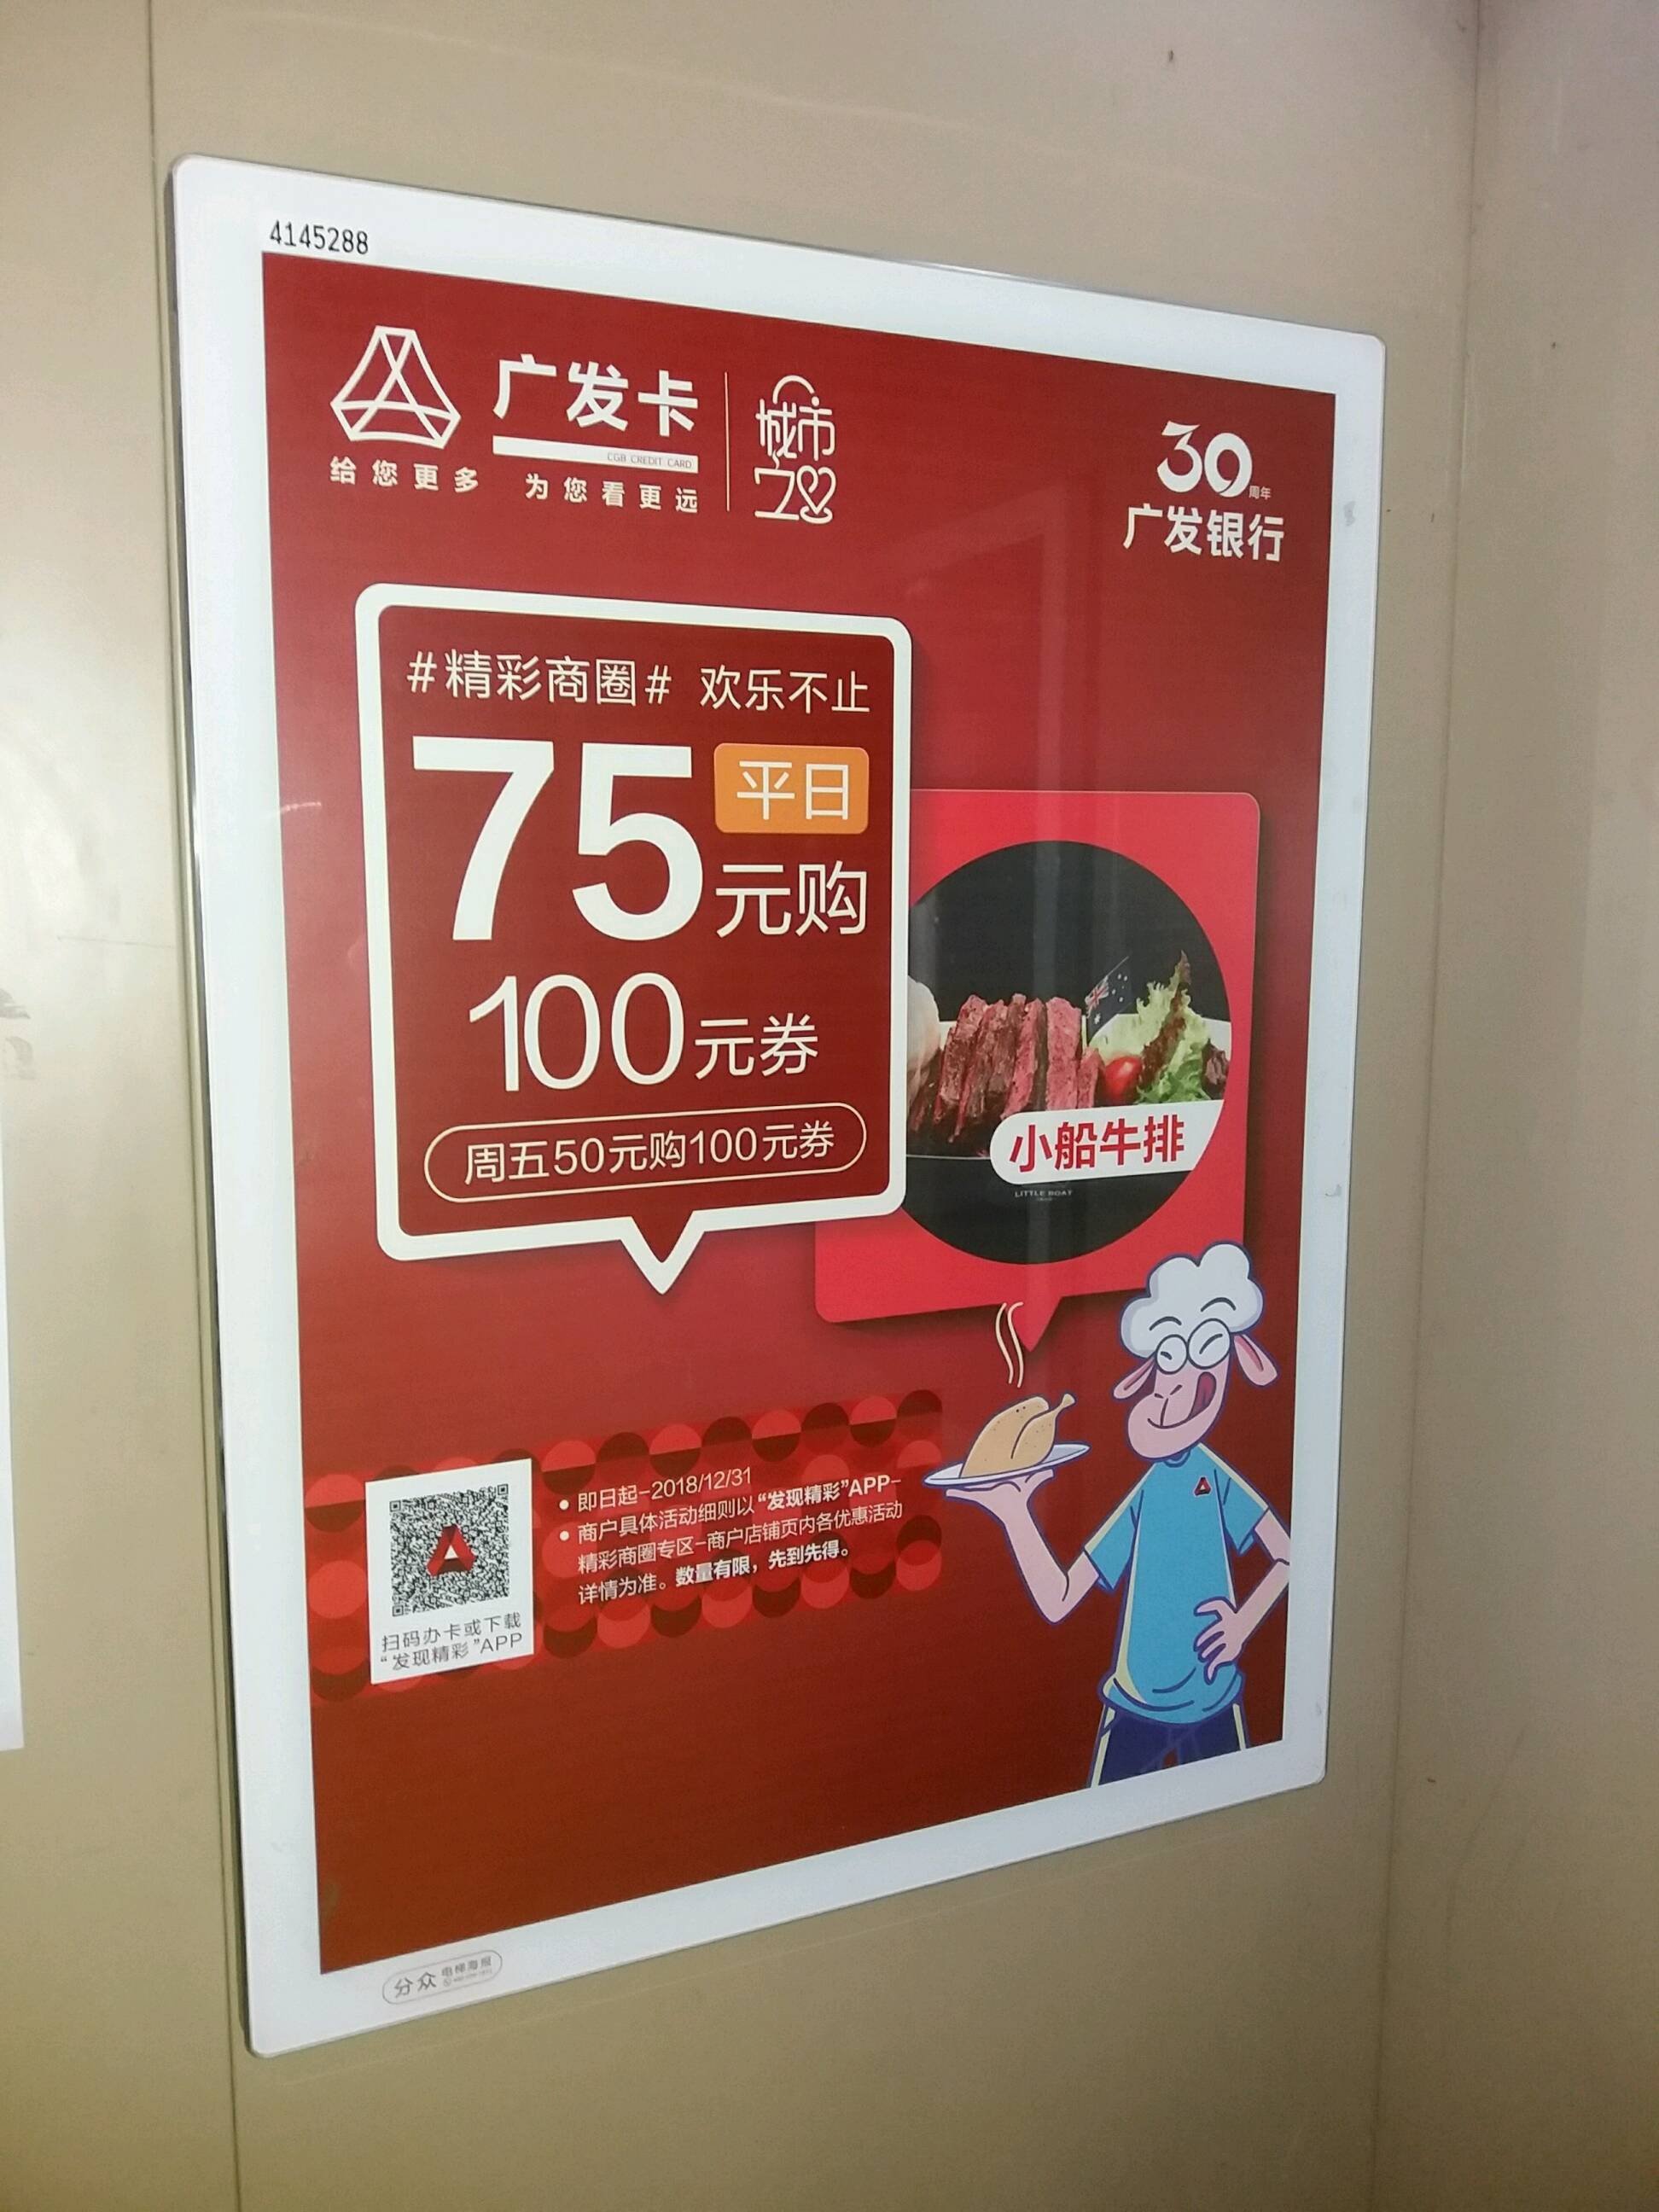 4145288
广发卡
CGB CREDIT CARD
给您更多 为您看更远
城市
30周年
广发银行
#精彩商圈# 欢乐不止
75平日元购
100元券
周五50元购100元券
小船牛排
LITTLE BOAT
即日起-2018/12/31
商户具体活动细则以“发现精彩”APP-
精彩商圈专区-商户店铺页内各优惠活动
详情为准。数量有限，先到先得。
扫码办卡或下载
“发现精彩”APP
分众 电梯海报